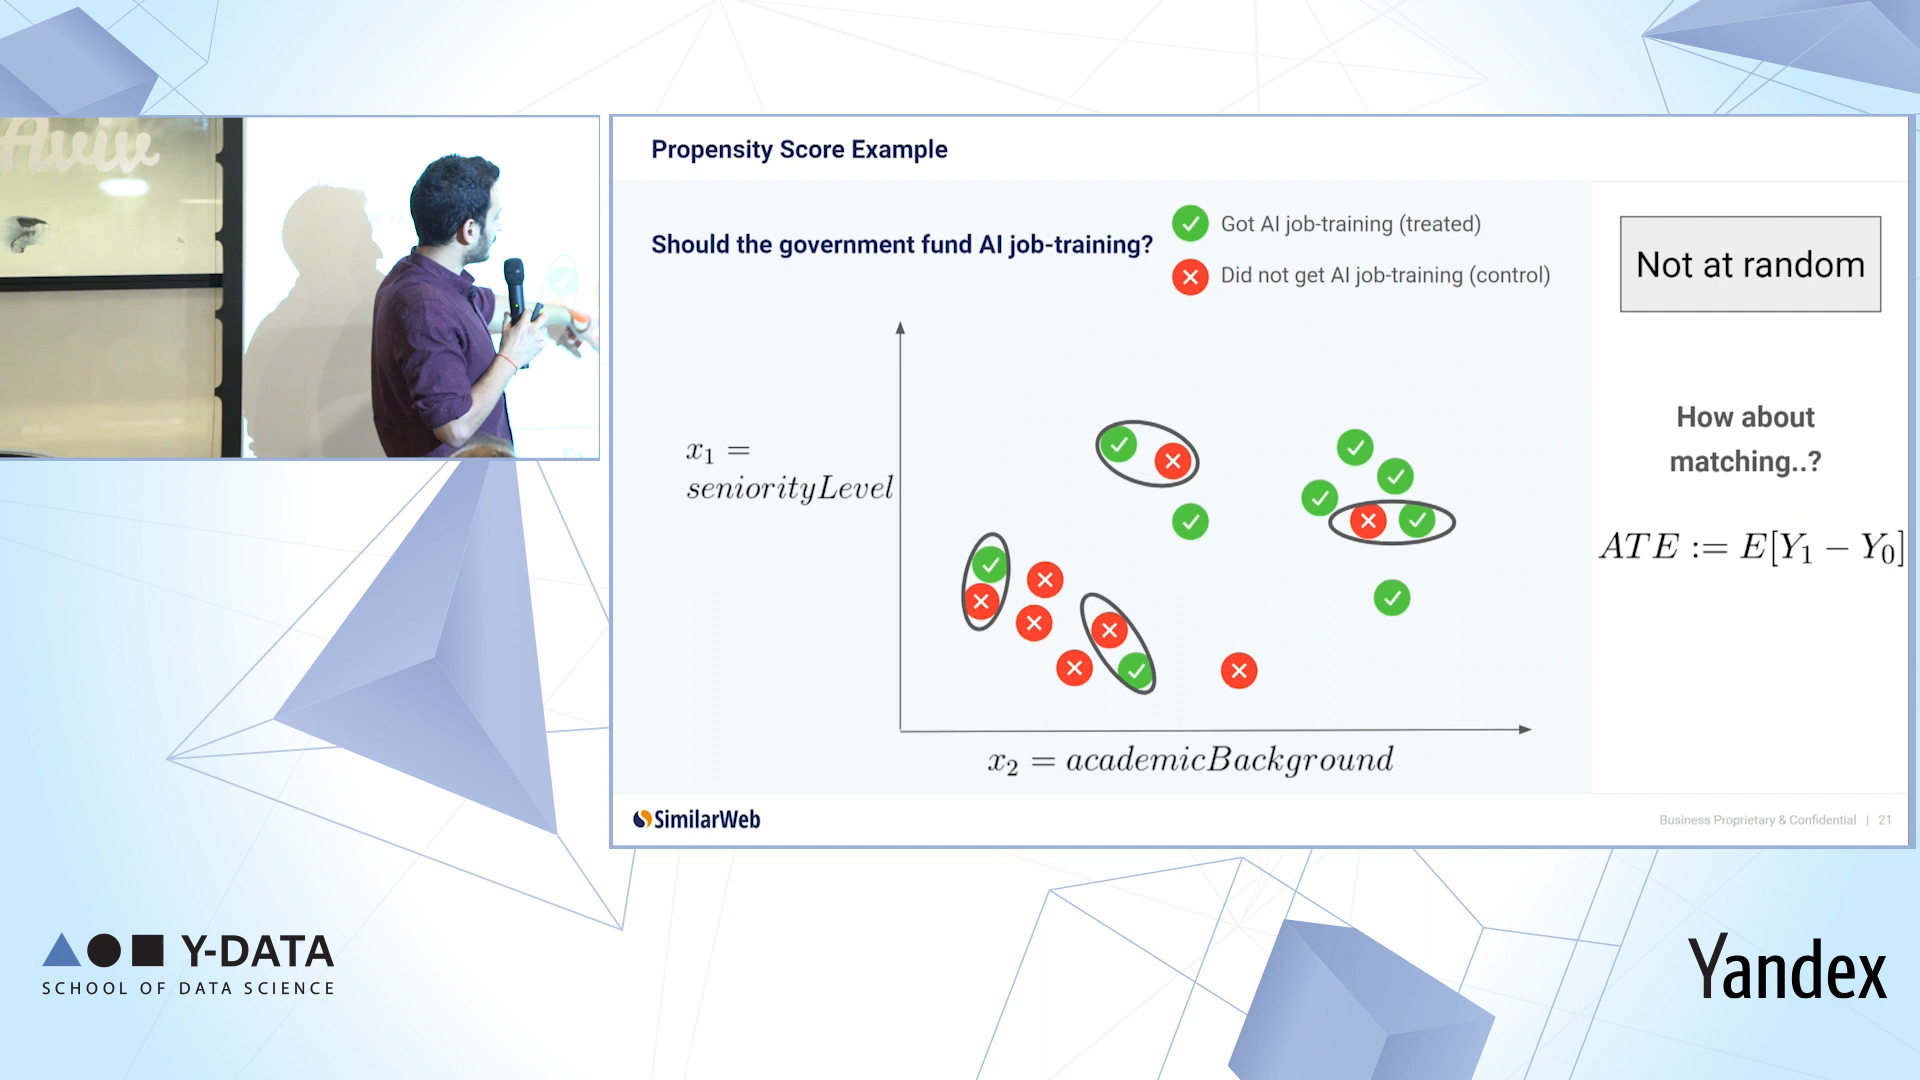 Aviv
Propensity Score Example
Should the government fund AI job-training?
Got AI job-training (treated)
Did not get AI job-training (control)
Not at random
How about
matching..?
ATE := E[Y₁ − Y₀]
x₁ =
seniorityLevel
x₂ = academicBackground
SimilarWeb
Business Proprietary & Confidential | 21
Y-DATA
SCHOOL OF DATA SCIENCE
Yandex